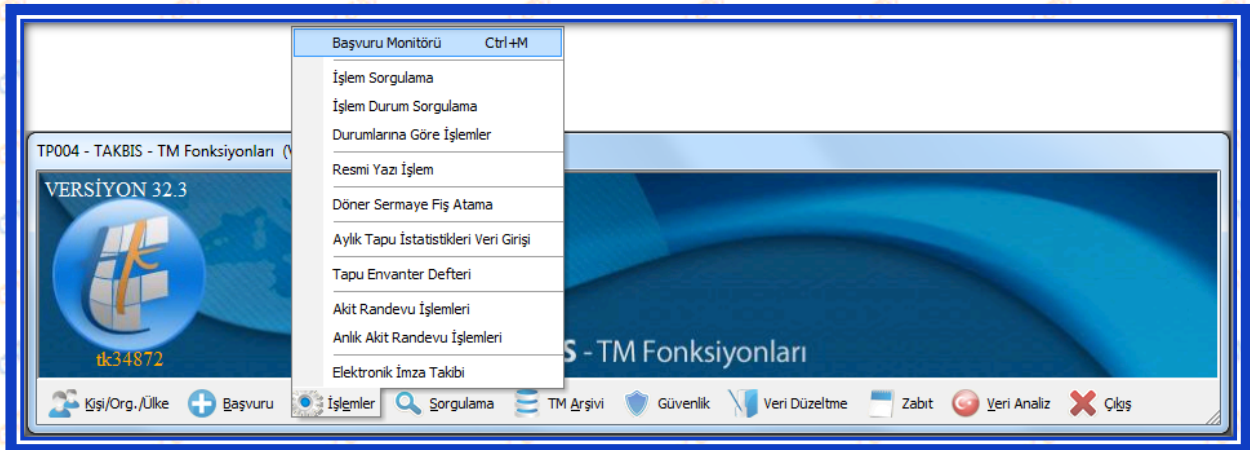 Başvuru Monitörü Ctrl+M
İşlem Sorgulama
İşlem Durum Sorgulama
Durumlarına Göre İşlemler
Resmi Yazı İşlem
Döner Sermaye Fiş Atama
Aylık Tapu İstatistikleri Veri Girişi
Tapu Envanter Defteri
Akit Randevu İşlemleri
Anlık Akit Randevu İşlemleri
Elektronik İmza Takibi
TP004 - TAKBIS - TM Fonksiyonları (V
VERSİYON 32.3
tk34872
S - TM Fonksiyonları
Kişi/Org./Ülke Başvuru İşlemler Sorgulama TM Arşivi Güvenlik Veri Düzeltme Zabıt Veri Analiz Çıkış